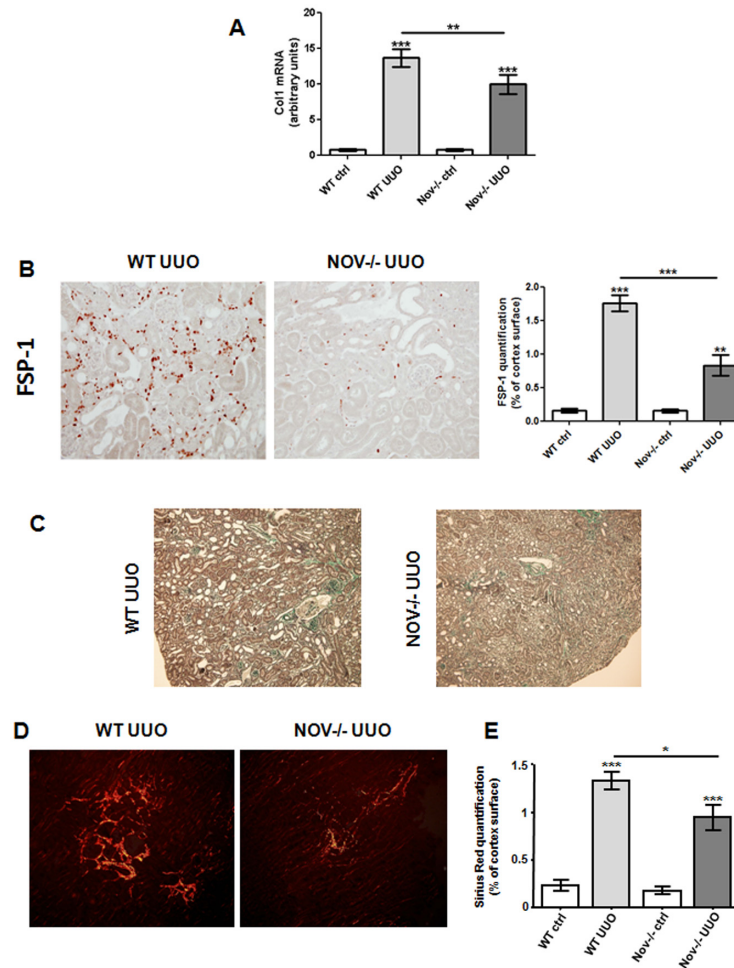 A
Col1 mRNA
(arbitrary units)
20
15
10
5
0
***
**
***
WT ctrl
WT UUO
Nov-/- ctrl
Nov-/- UUO
B
WT UUO
NOV-/- UUO
FSP-1
FSP-1 quantification
(% of cortex surface)
2.0
1.5
1.0
0.5
0.0
***
***
**
WT ctrl
WT UUO
Nov-/- ctrl
Nov-/- UUO
C
WT UUO
NOV-/- UUO
D
WT UUO
NOV-/- UUO
E
Sirius Red quantification
(% of cortex surface)
1.5
1
0.5
0
***
*
***
WT ctrl
WT UUO
Nov-/- ctrl
Nov-/- UUO